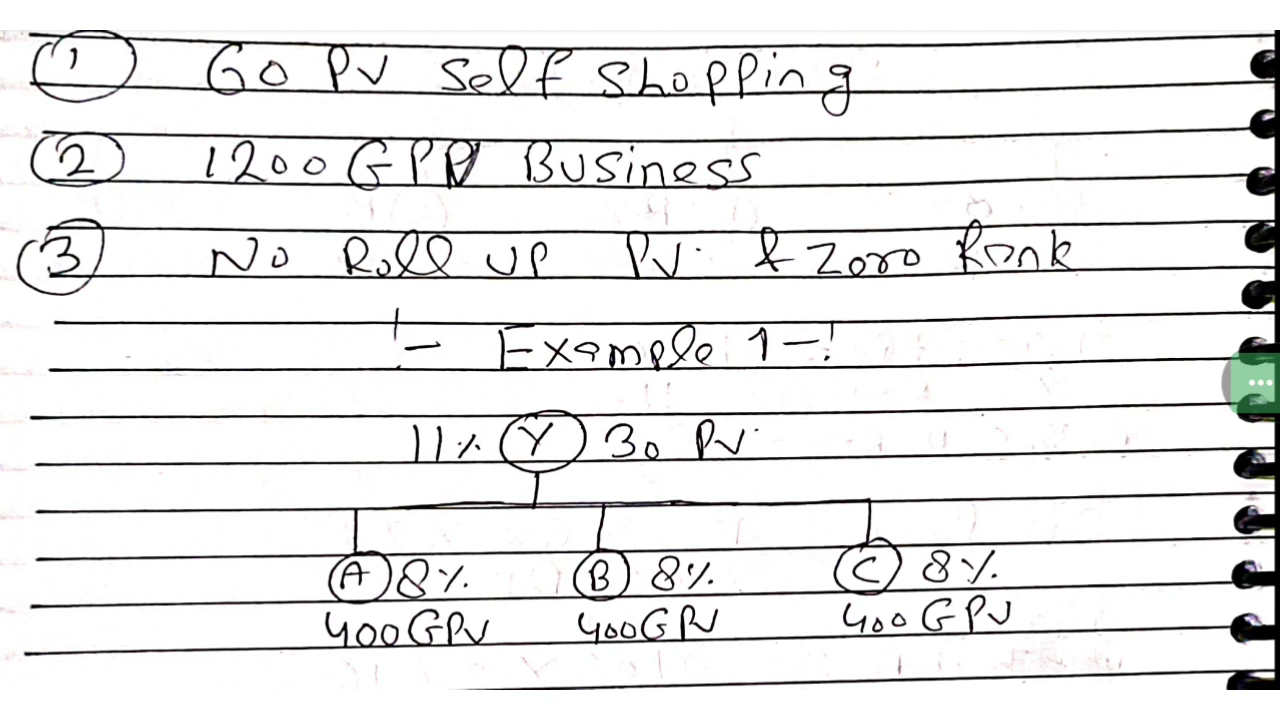 ① 60 PV Self Shopping
② 1200 GPV Business
③ No Roll UP PV. & Zero Rank
!- Example 1 -!
11% Y 30 PV.
A 8% B 8% C 8%
400 GPV 400 GPV 400 GPV